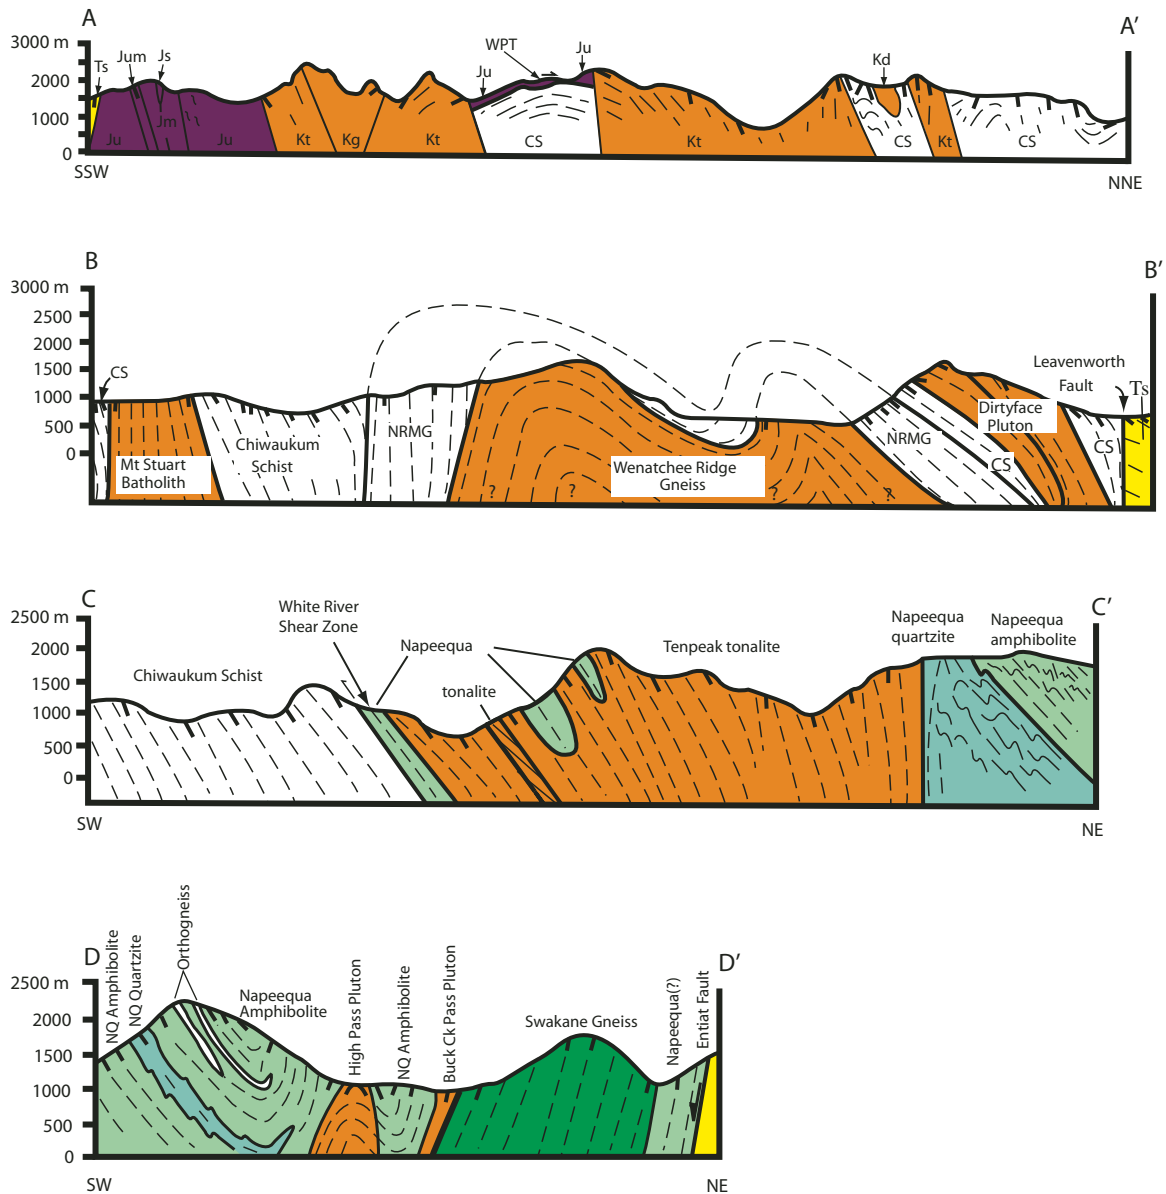 A
A′
3000 m
2000
1000
0
Ts
Jum
Js
WPT
Ju
Ju
Kd
Ju
Jm
Ju
Kt
Kg
Kt
CS
Kt
CS
Kt
CS
SSW
NNE
B
B′
3000 m
2500
2000
1500
1000
500
0
CS
Leavenworth
Fault
Ts
Mt Stuart
Batholith
Chiwaukum
Schist
NRMG
Wenatchee Ridge
Gneiss
?
?
?
?
NRMG
CS
Dirtyface
Pluton
CS
C
C′
2500 m
2000
1500
1000
500
0
Chiwaukum Schist
White River
Shear Zone
Napeequa
tonalite
Tenpeak tonalite
Napeequa
quartzite
Napeequa
amphibolite
SW
NE
D
D′
2500 m
2000
1500
1000
500
0
NQ Amphibolite
NQ Quartzite
Orthogneiss
Napeequa
Amphibolite
High Pass Pluton
NQ Amphibolite
Buck Ck Pass Pluton
Swakane Gneiss
Napeequa(?)
Entiat Fault
SW
NE